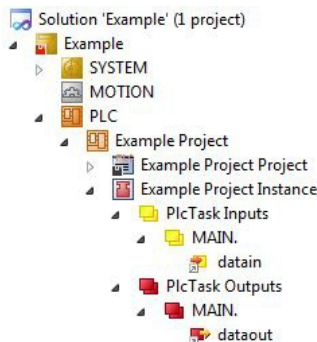 Solution 'Example' (1 project)
Example
SYSTEM
MOTION
PLC
Example Project
Example Project Project
Example Project Instance
PlcTask Inputs
MAIN.
datain
PlcTask Outputs
MAIN.
dataout